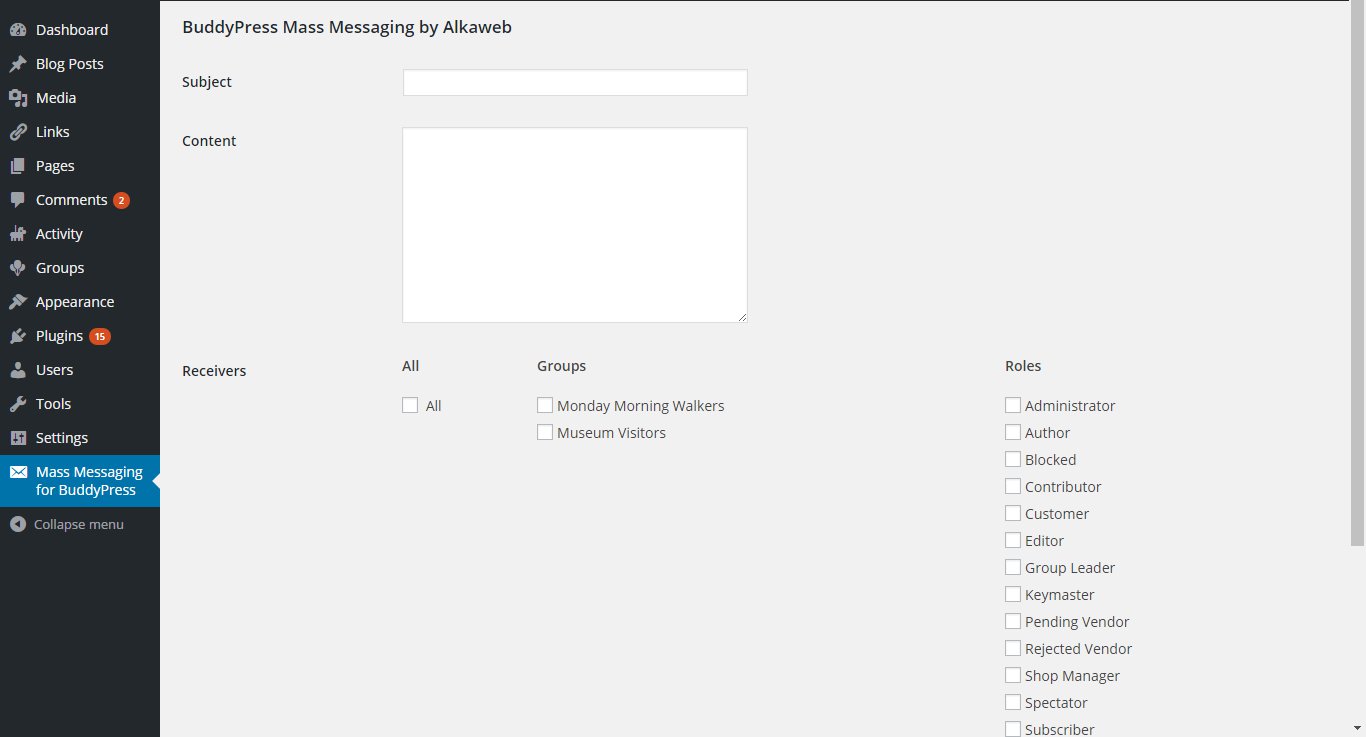 Dashboard
Blog Posts
Media
Links
Pages
Comments 2
Activity
Groups
Appearance
Plugins 15
Users
Tools
Settings
Mass Messaging
for BuddyPress
Collapse menu
BuddyPress Mass Messaging by Alkaweb
Subject
Content
Receivers
All
All
Groups
Monday Morning Walkers
Museum Visitors
Roles
Administrator
Author
Blocked
Contributor
Customer
Editor
Group Leader
Keymaster
Pending Vendor
Rejected Vendor
Shop Manager
Spectator
Subscriber